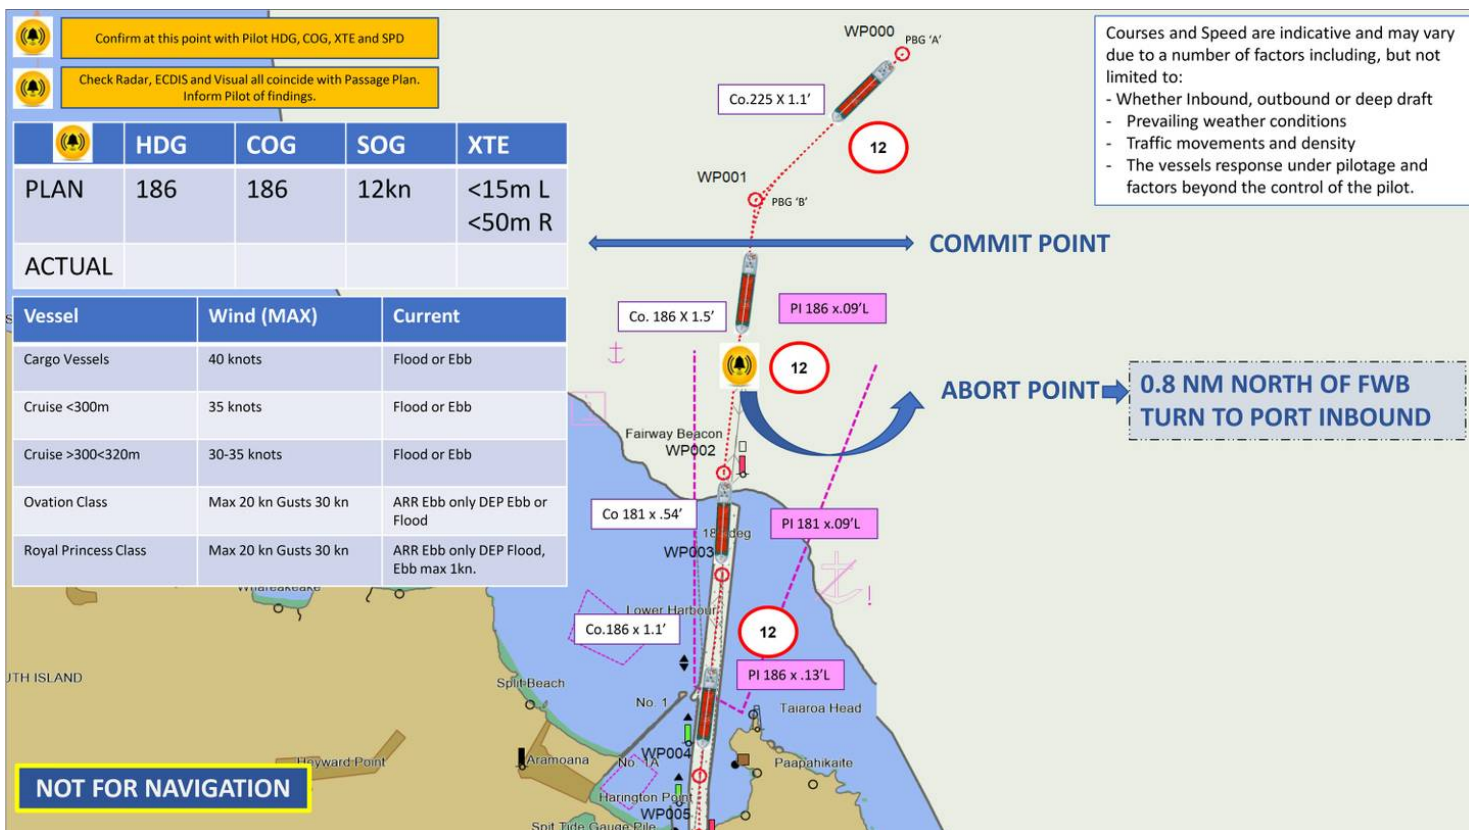 Confirm at this point with Pilot HDG, COG, XTE and SPD
Check Radar, ECDIS and Visual all coincide with Passage Plan.
Inform Pilot of findings.
HDG COG SOG XTE
PLAN 186 186 12kn <15m L
<50m R
ACTUAL
Vessel Wind (MAX) Current
Cargo Vessels 40 knots Flood or Ebb
Cruise <300m 35 knots Flood or Ebb
Cruise >300<320m 30-35 knots Flood or Ebb
Ovation Class Max 20 kn Gusts 30 kn ARR Ebb only DEP Ebb or
Flood
Royal Princess Class Max 20 kn Gusts 30 kn ARR Ebb only DEP Flood,
Ebb max 1kn.
Courses and Speed are indicative and may vary
due to a number of factors including, but not
limited to:
- Whether Inbound, outbound or deep draft
- Prevailing weather conditions
- Traffic movements and density
- The vessels response under pilotage and
factors beyond the control of the pilot.
WP000
PBG ‘A’
Co.225 X 1.1’
12
WP001
PBG ‘B’
COMMIT POINT
Co. 186 X 1.5’
PI 186 x.09’L
12
ABORT POINT
0.8 NM NORTH OF FWB
TURN TO PORT INBOUND
Fairway Beacon
WP002
Co 181 x .54’
PI 181 x.09’L
deg
WP003
Lower Harbour
Co.186 x 1.1’
12
PI 186 x .13’L
UTH ISLAND
Split Beach
No. 1
Taiaroa Head
Heyward Point
Aramoana
WP004
No. 1A
Paapahikaite
Harington Point
WP005
Spit Tide Gauge Pile
NOT FOR NAVIGATION